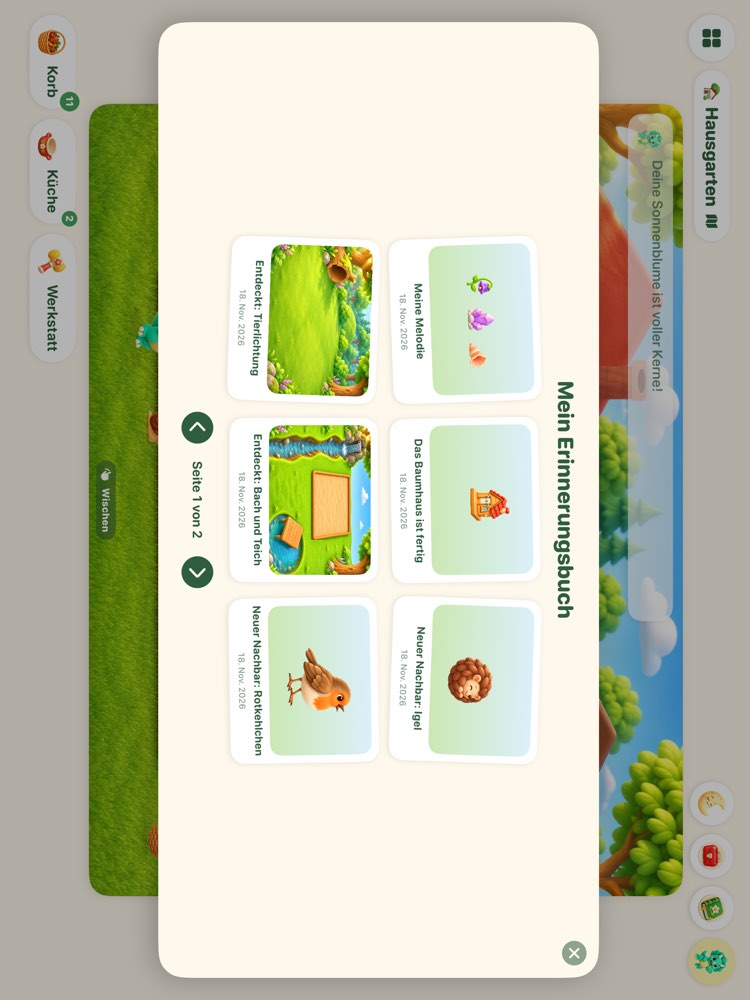 Hausgarten
Deine Sonnenblume ist voller Kerne!
Mein Erinnerungsbuch
Meine Melodie
18. Nov. 2026
Das Baumhaus ist fertig
18. Nov. 2026
Neuer Nachbar: Igel
18. Nov. 2026
Entdeckt: Tierlichtung
18. Nov. 2026
Entdeckt: Bach und Teich
18. Nov. 2026
Neuer Nachbar: Rotkehlchen
18. Nov. 2026
Seite 1 von 2
Wischen
Korb
11
Küche
2
Werkstatt